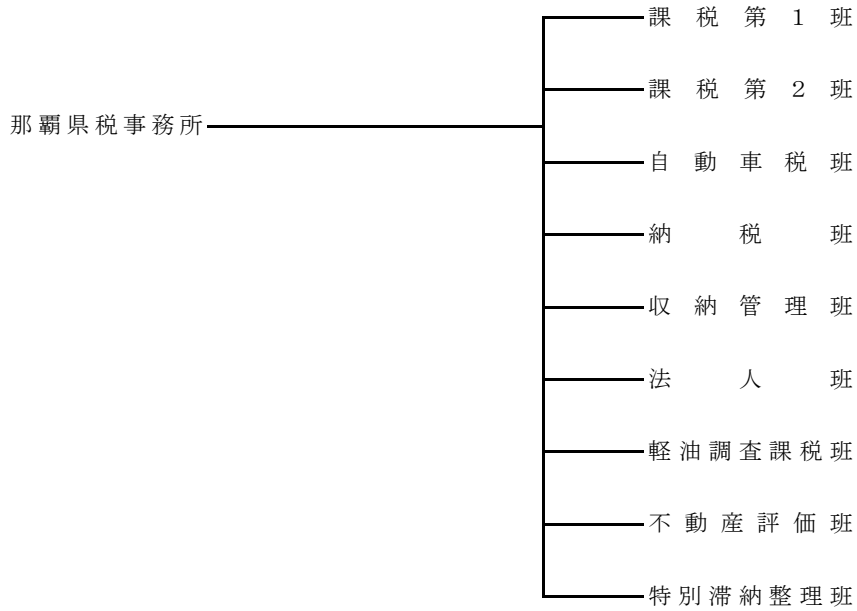 課税第１班
課税第２班
那覇県税事務所
自動車税班
納税班
収納管理班
法人班
軽油調査課税班
不動産評価班
特別滞納整理班